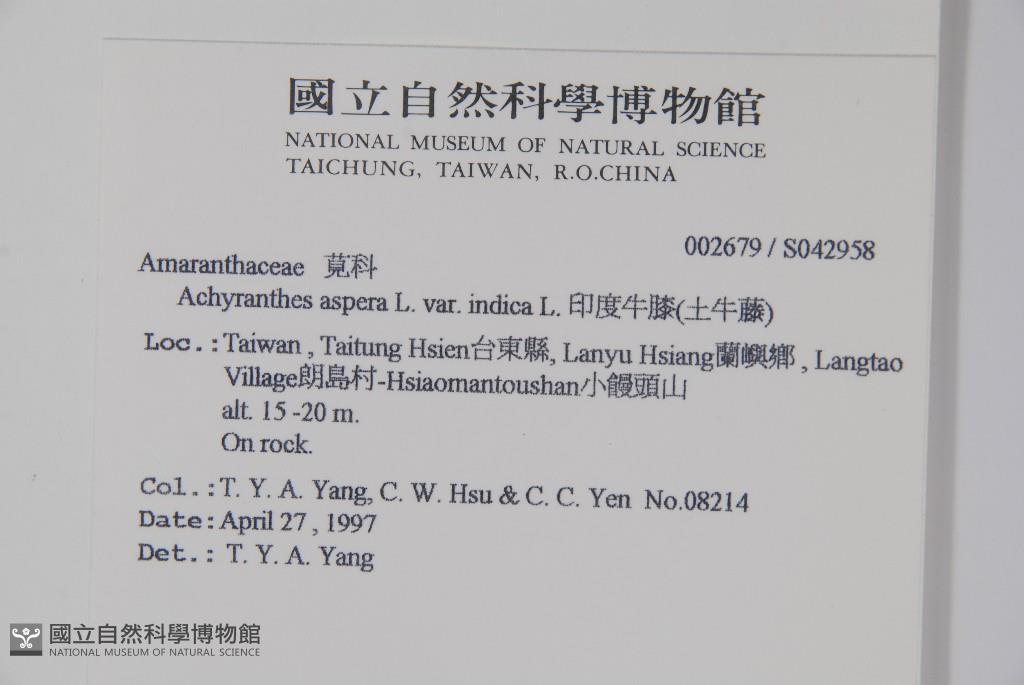 國立自然科學博物館
NATIONAL MUSEUM OF NATURAL SCIENCE
TAICHUNG, TAIWAN, R.O.CHINA
002679 / S042958
Amaranthaceae 莧科
Achyranthes aspera L. var. indica L. 印度牛膝(土牛藤)
Loc.:Taiwan , Taitung Hsien台東縣, Lanyu Hsiang蘭嶼鄉 , Langtao
Village朗島村-Hsiaomantoushan小饅頭山
alt. 15 -20 m.
On rock.
Col.:T. Y. A. Yang, C. W. Hsu & C. C. Yen No.08214
Date:April 27 , 1997
Det.: T. Y. A. Yang
國立自然科學博物館
NATIONAL MUSEUM OF NATURAL SCIENCE